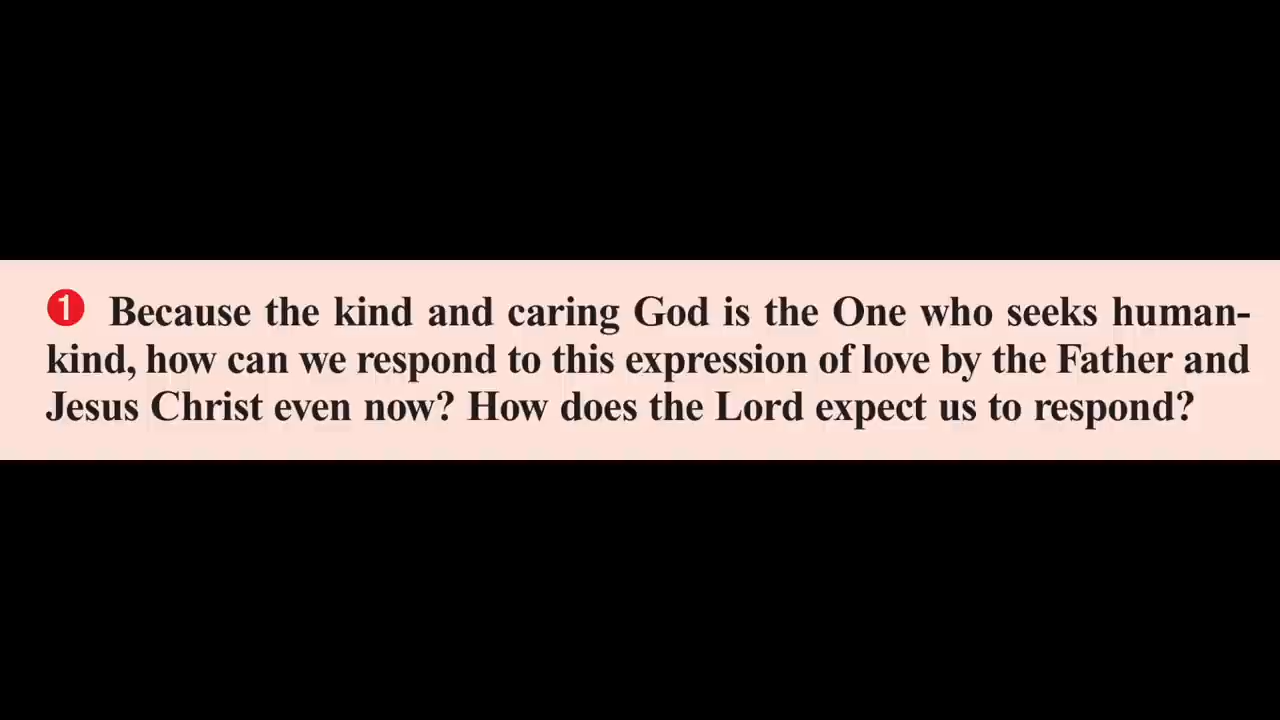 1 Because the kind and caring God is the One who seeks human-
kind, how can we respond to this expression of love by the Father and
Jesus Christ even now? How does the Lord expect us to respond?